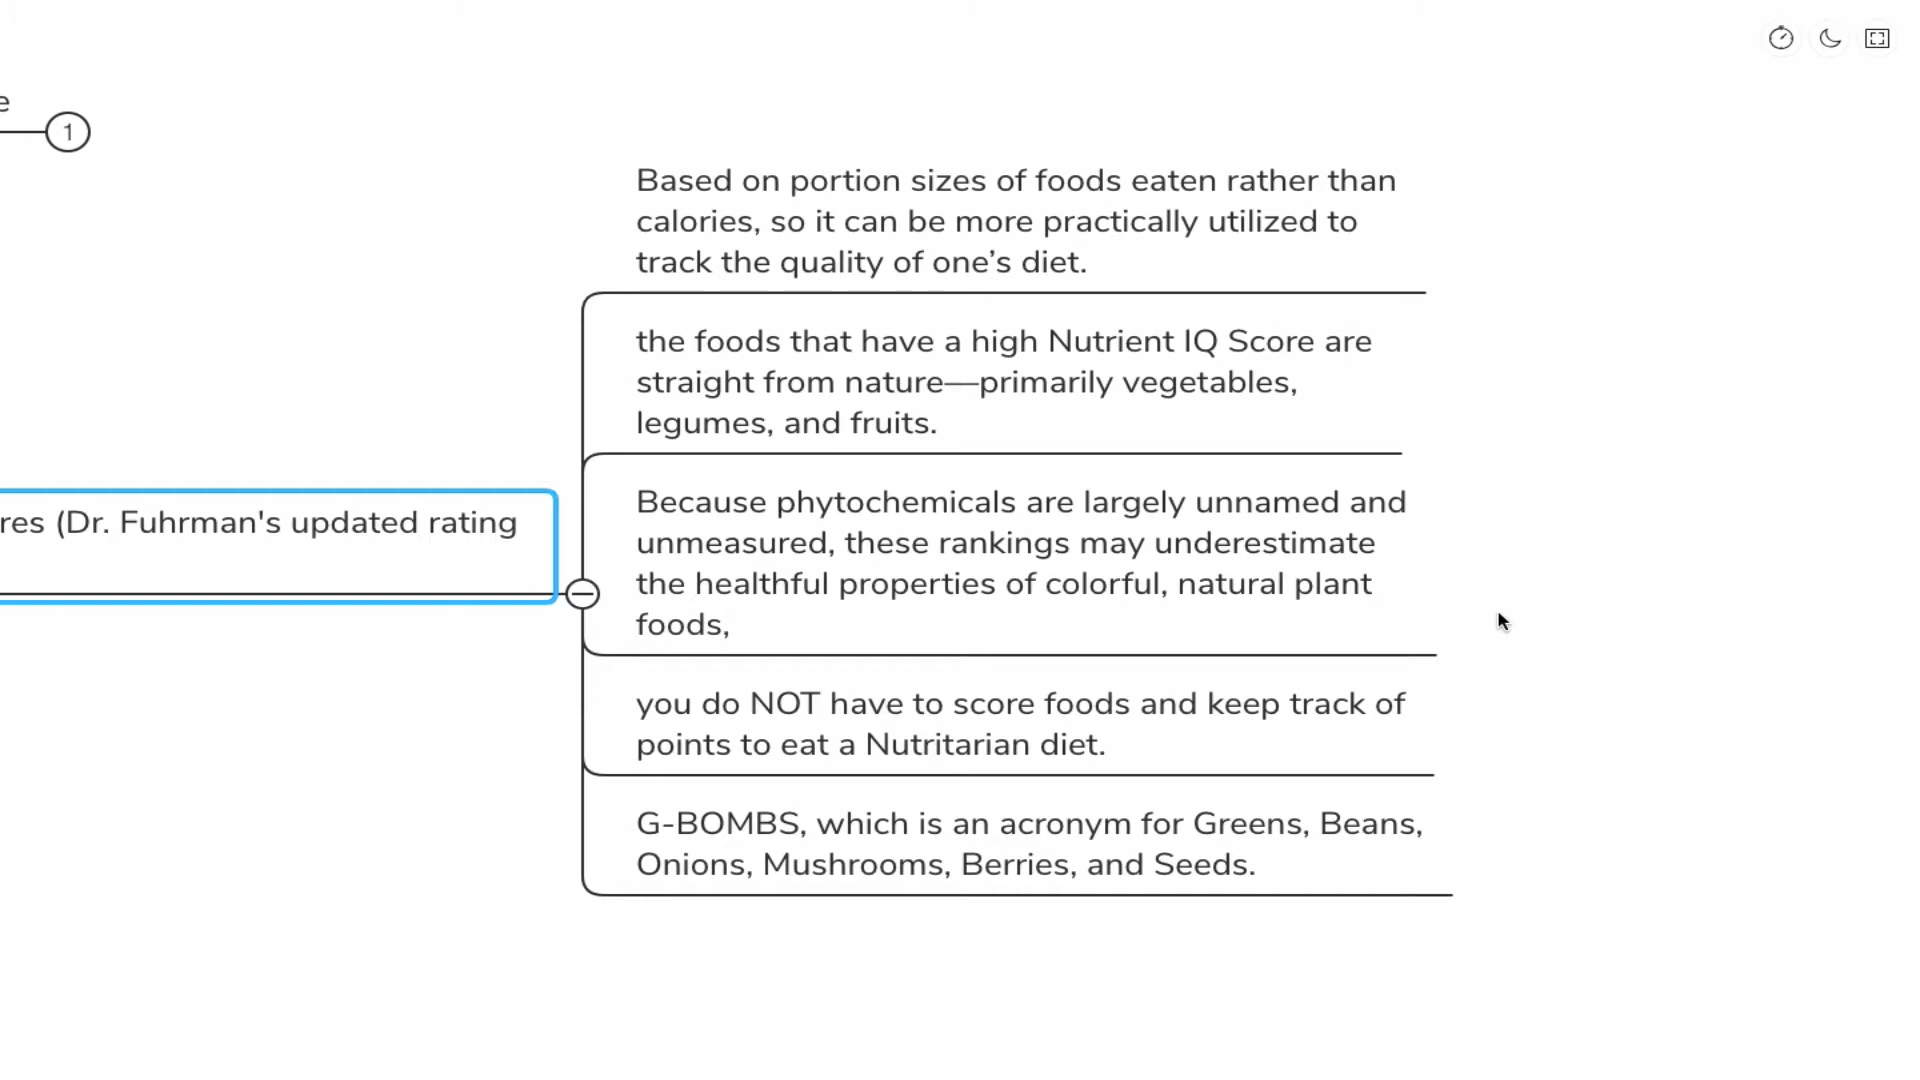 e
1
Based on portion sizes of foods eaten rather than
calories, so it can be more practically utilized to
track the quality of one’s diet.
the foods that have a high Nutrient IQ Score are
straight from nature—primarily vegetables,
legumes, and fruits.
res (Dr. Fuhrman's updated rating
Because phytochemicals are largely unnamed and
unmeasured, these rankings may underestimate
the healthful properties of colorful, natural plant
foods,
you do NOT have to score foods and keep track of
points to eat a Nutritarian diet.
G-BOMBS, which is an acronym for Greens, Beans,
Onions, Mushrooms, Berries, and Seeds.